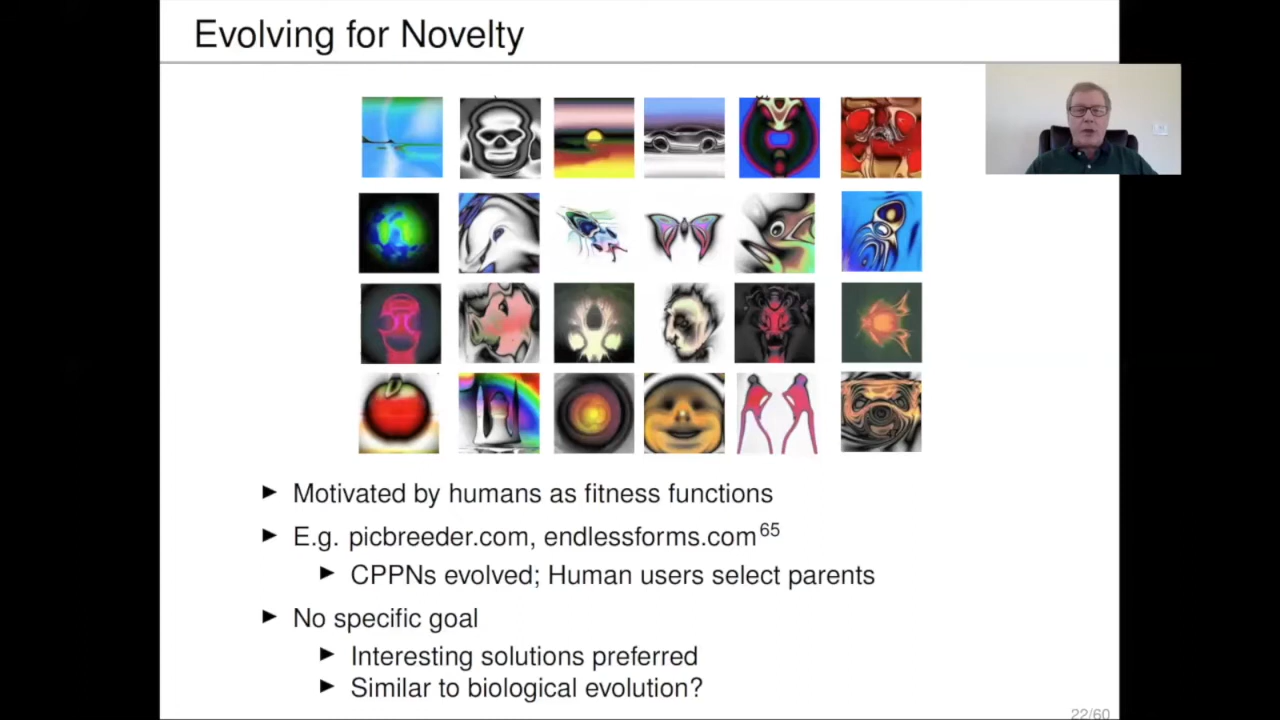 Evolving for Novelty
► Motivated by humans as fitness functions
► E.g. picbreeder.com, endlessforms.com65
► CPPNs evolved; Human users select parents
► No specific goal
► Interesting solutions preferred
► Similar to biological evolution?
22/60